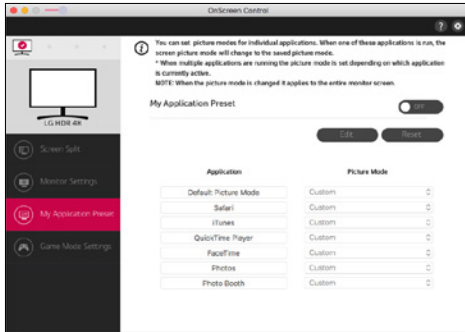 OnScreen Control
?
You can set picture modes for individual applications. When one of these applications is run, the
screen picture mode will change to the saved picture mode.
* When multiple applications are running the picture mode is set depending on which application
is currently active.
NOTE: When the picture mode is changed it applies to the entire monitor screen.
LG HDR 4K
My Application Preset
OFF
Edit
Reset
Screen Split
Monitor Settings
My Application Preset
Game Mode Settings
Application
Picture Mode
Default Picture Mode
Custom
Safari
Custom
iTunes
Custom
QuickTime Player
Custom
FaceTime
Custom
Photos
Custom
Photo Booth
Custom